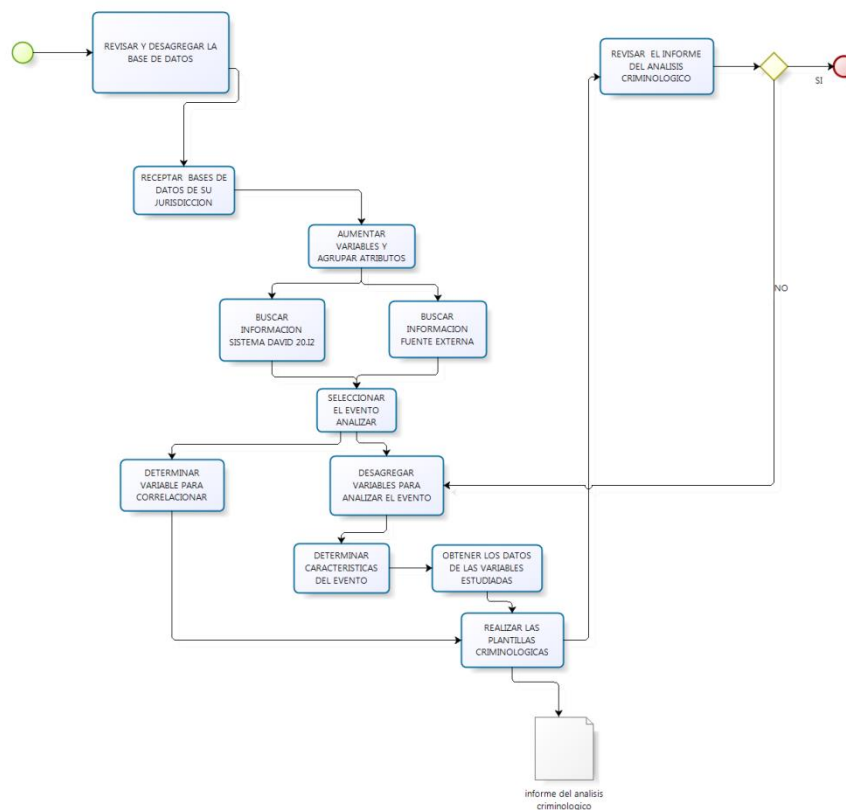 REVISAR Y DESAGREGAR LA
BASE DE DATOS
REVISAR EL INFORME
DEL ANALISIS
CRIMINOLOGICO
SI
RECEPTAR BASES DE
DATOS DE SU
JURISDICCION
AUMENTAR
VARIABLES Y
AGRUPAR ATRIBUTOS
BUSCAR
INFORMACION
SISTEMA DAVID 20.I2
BUSCAR
INFORMACION
FUENTE EXTERNA
NO
SELECCIONAR
EL EVENTO
ANALIZAR
DETERMINAR
VARIABLE PARA
CORRELACIONAR
DESAGREGAR
VARIABLES PARA
ANALIZAR EL EVENTO
DETERMINAR
CARACTERISTICAS
DEL EVENTO
OBTENER LOS DATOS
DE LAS VARIABLES
ESTUDIADAS
REALIZAR LAS
PLANTILLAS
CRIMINOLOGICAS
informe del analisis
criminologico